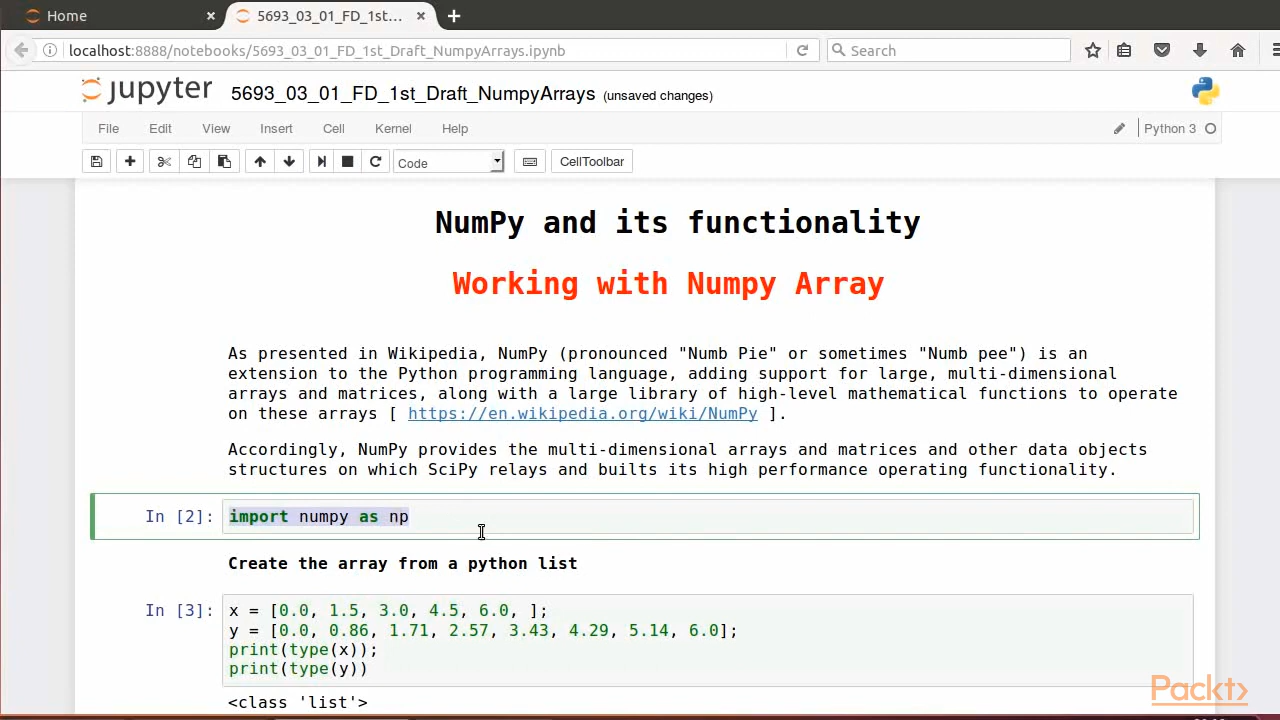 Home
5693_03_01_FD_1st...
localhost:8888/notebooks/5693_03_01_FD_1st_Draft_NumpyArrays.ipynb
Search
jupyter 5693_03_01_FD_1st_Draft_NumpyArrays (unsaved changes)
File Edit View Insert Cell Kernel Help Python 3
Code CellToolbar
NumPy and its functionality
Working with Numpy Array
As presented in Wikipedia, NumPy (pronounced "Numb Pie" or sometimes "Numb pee") is an
extension to the Python programming language, adding support for large, multi-dimensional
arrays and matrices, along with a large library of high-level mathematical functions to operate
on these arrays [ https://en.wikipedia.org/wiki/NumPy ].
Accordingly, NumPy provides the multi-dimensional arrays and matrices and other data objects
structures on which SciPy relays and builts its high performance operating functionality.
In [2]: import numpy as np
Create the array from a python list
In [3]: x = [0.0, 1.5, 3.0, 4.5, 6.0, ];
y = [0.0, 0.86, 1.71, 2.57, 3.43, 4.29, 5.14, 6.0];
print(type(x));
print(type(y))
<class 'list'>
Packt